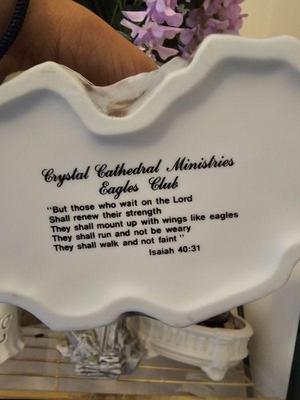 Crystal Cathedral Ministries
Eagles Club
"But those who wait on the Lord
Shall renew their strength
They shall mount up with wings like eagles
They shall run and not be weary
They shall walk and not faint"
Isaiah 40:31